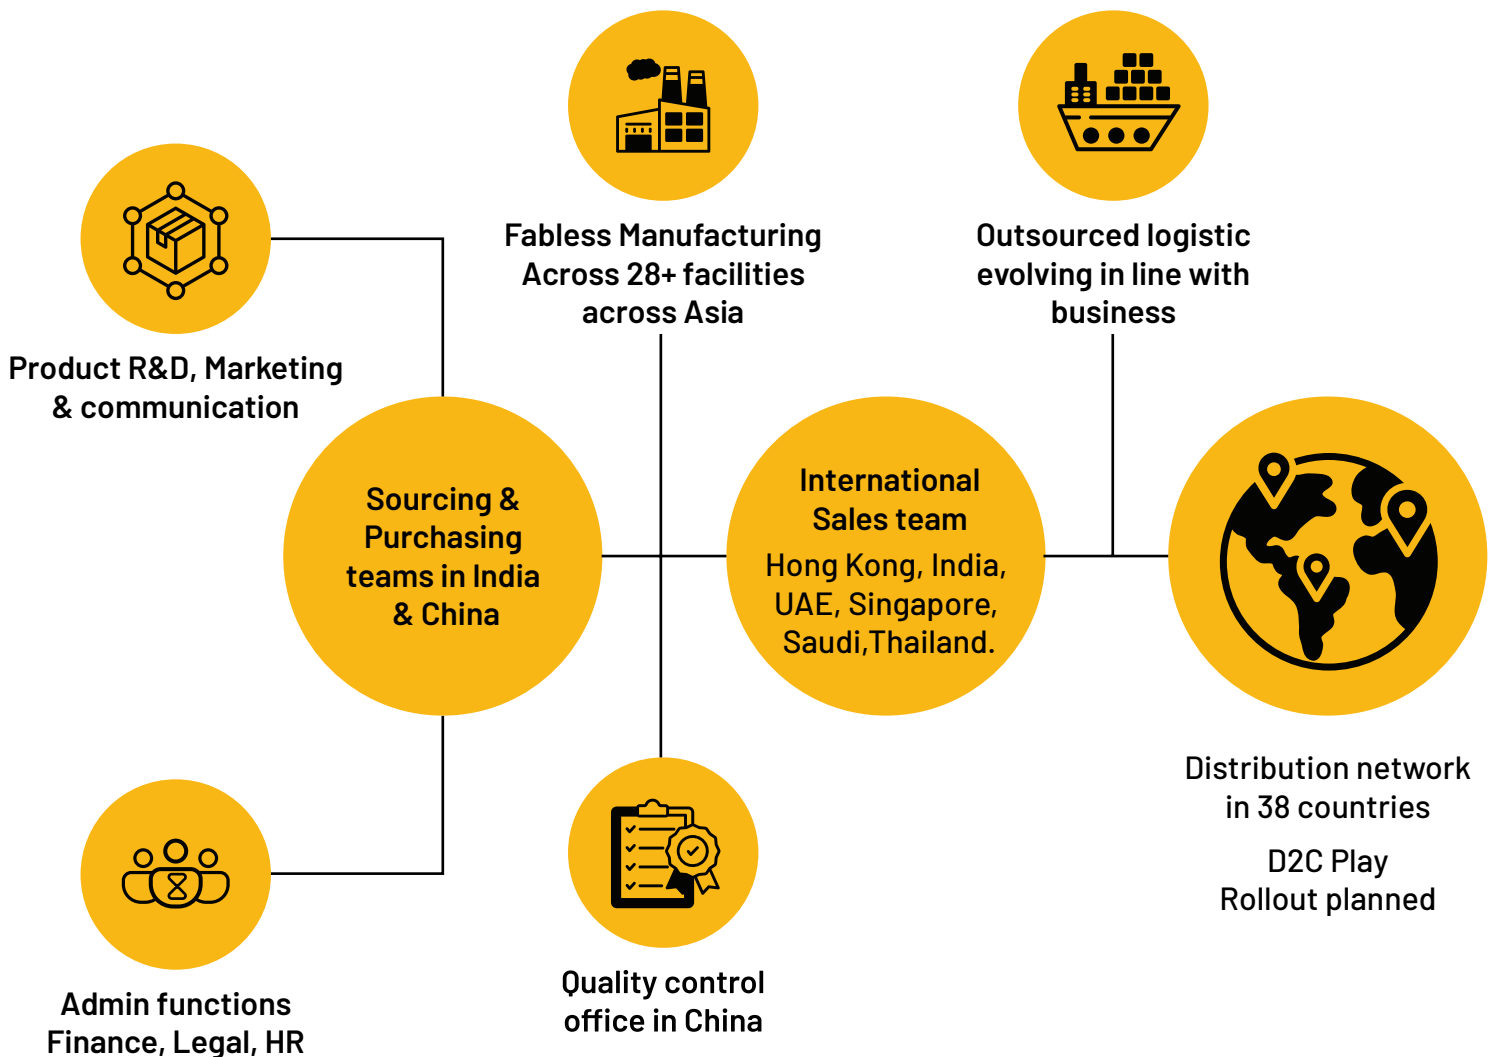 Fabless Manufacturing
Across 28+ facilities
across Asia
Outsourced logistic
evolving in line with
business
Product R&D, Marketing
& communication
Sourcing &
Purchasing
teams in India
& China
International
Sales team
Hong Kong, India,
UAE, Singapore,
Saudi,Thailand.
Distribution network
in 38 countries
D2C Play
Rollout planned
Quality control
office in China
Admin functions
Finance, Legal, HR